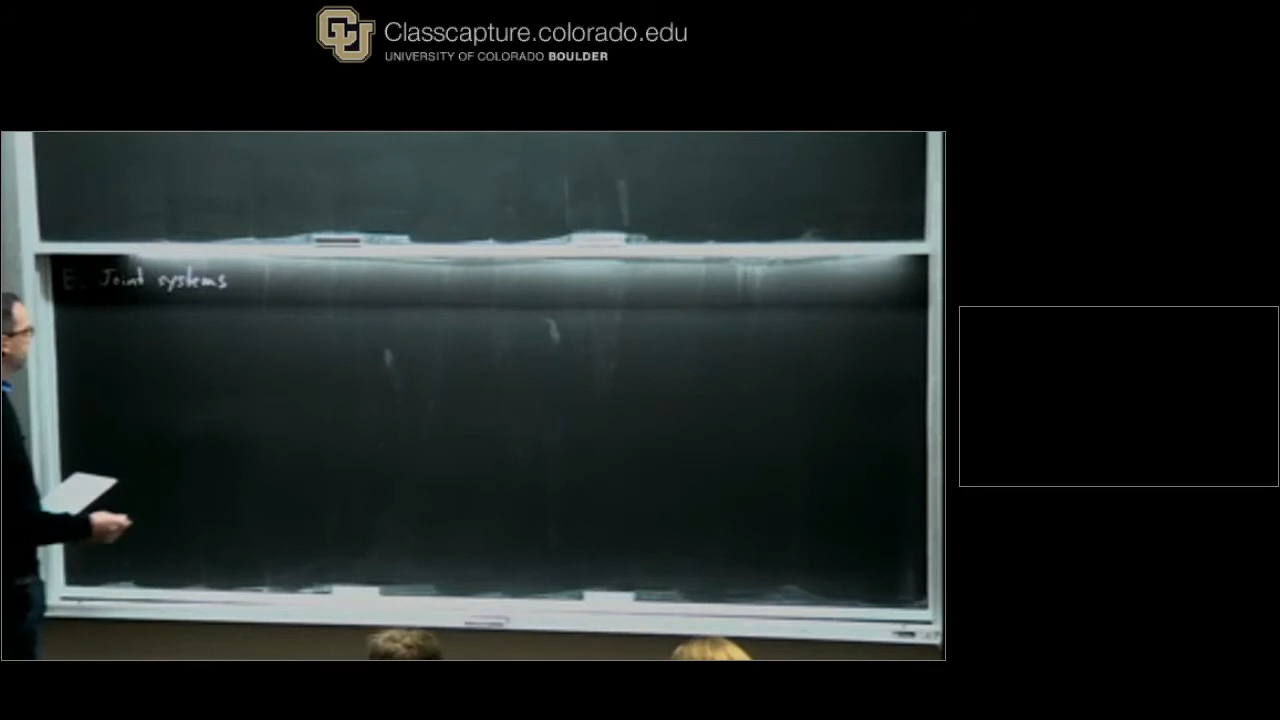 Classcapture.colorado.edu
UNIVERSITY OF COLORADO BOULDER
E. Joint systems